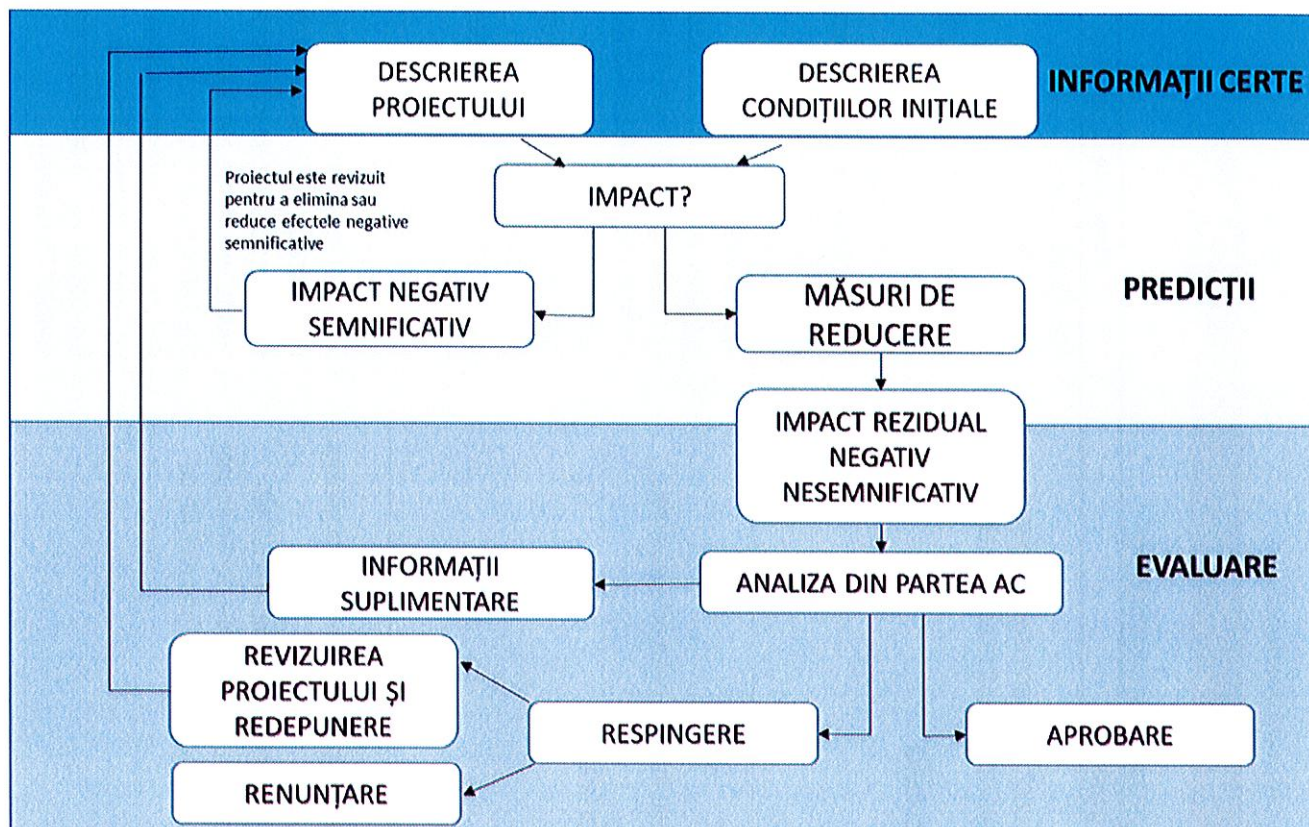 DESCRIEREA
PROIECTULUI
DESCRIEREA
CONDIȚIILOR INIȚIALE
INFORMAȚII CERTE
Proiectul este revizuit
pentru a elimina sau
reduce efectele negative
semnificative
IMPACT?
IMPACT NEGATIV
SEMNIFICATIV
MĂSURI DE
REDUCERE
PREDICȚII
IMPACT REZIDUAL
NEGATIV
NESEMNIFICATIV
INFORMAȚII
SUPLIMENTARE
ANALIZA DIN PARTEA AC
EVALUARE
REVIZUIREA
PROIECTULUI ȘI
REDEPUNERE
RESPINGERE
APROBARE
RENUNȚARE